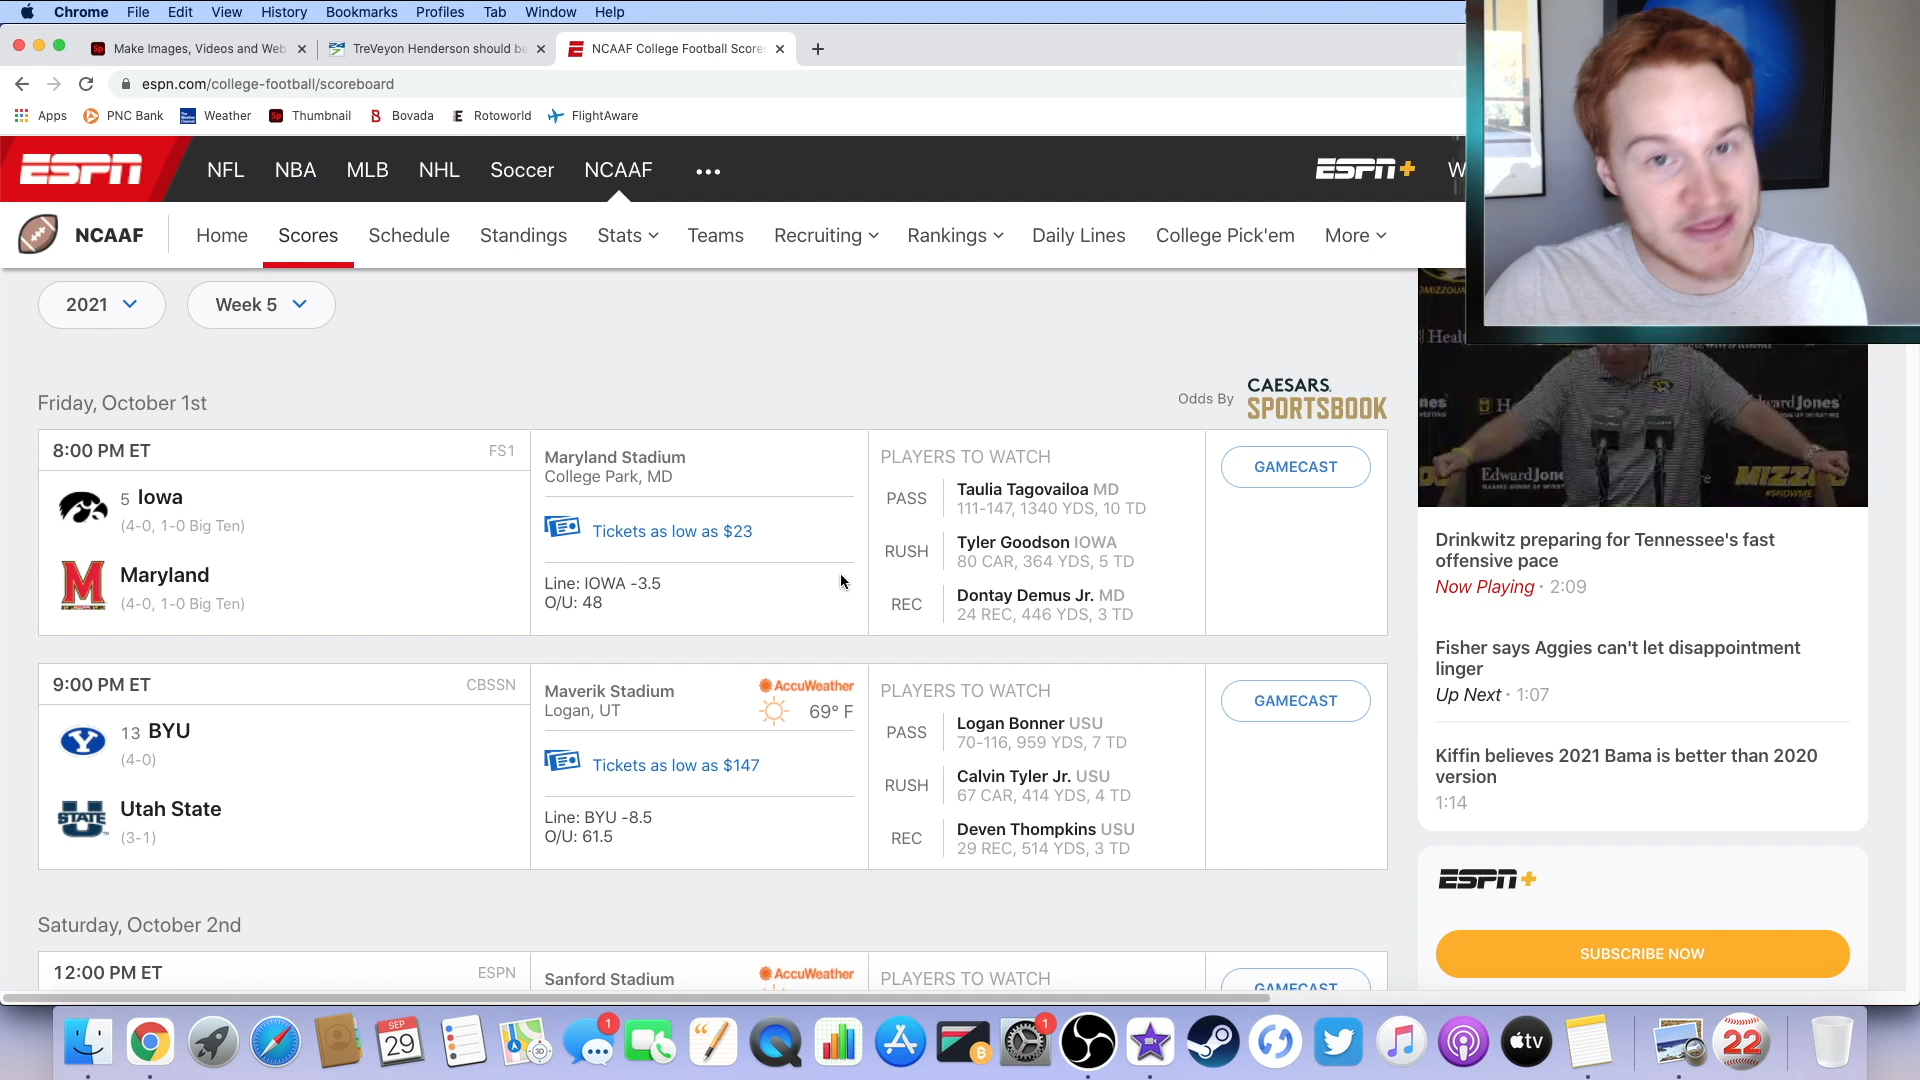 Chrome File Edit View History Bookmarks Profiles Tab Window Help
Make Images, Videos and Web
TreVeyon Henderson should be
NCAAF College Football Scores
espn.com/college-football/scoreboard
Apps PNC Bank Weather Thumbnail Bovada Rotoworld FlightAware
ESPN NFL NBA MLB NHL Soccer NCAAF ••• ESPN+ W
NCAAF Home Scores Schedule Standings Stats Teams Recruiting Rankings Daily Lines College Pick'em More
2021 Week 5
Friday, October 1st
Odds By CAESARS SPORTSBOOK
8:00 PM ET FS1
5 Iowa
(4-0, 1-0 Big Ten)
Maryland
(4-0, 1-0 Big Ten)
Maryland Stadium
College Park, MD
Tickets as low as $23
Line: IOWA -3.5
O/U: 48
PLAYERS TO WATCH
PASS Taulia Tagovailoa MD
111-147, 1340 YDS, 10 TD
RUSH Tyler Goodson IOWA
80 CAR, 364 YDS, 5 TD
REC Dontay Demus Jr. MD
24 REC, 446 YDS, 3 TD
GAMECAST
9:00 PM ET CBSSN
13 BYU
(4-0)
STATE
Utah State
(3-1)
Maverik Stadium
Logan, UT
AccuWeather
69° F
Tickets as low as $147
Line: BYU -8.5
O/U: 61.5
PLAYERS TO WATCH
PASS Logan Bonner USU
70-116, 959 YDS, 7 TD
RUSH Calvin Tyler Jr. USU
67 CAR, 414 YDS, 4 TD
REC Deven Thompkins USU
29 REC, 514 YDS, 3 TD
GAMECAST
Saturday, October 2nd
12:00 PM ET ESPN
Sanford Stadium
AccuWeather
PLAYERS TO WATCH
GAMECAST
Edward Jones
MIZZ
Drinkwitz preparing for Tennessee's fast
offensive pace
Now Playing · 2:09
Fisher says Aggies can't let disappointment
linger
Up Next · 1:07
Kiffin believes 2021 Bama is better than 2020
version
1:14
ESPN+
SUBSCRIBE NOW
SEP
29
1
1
tv
22